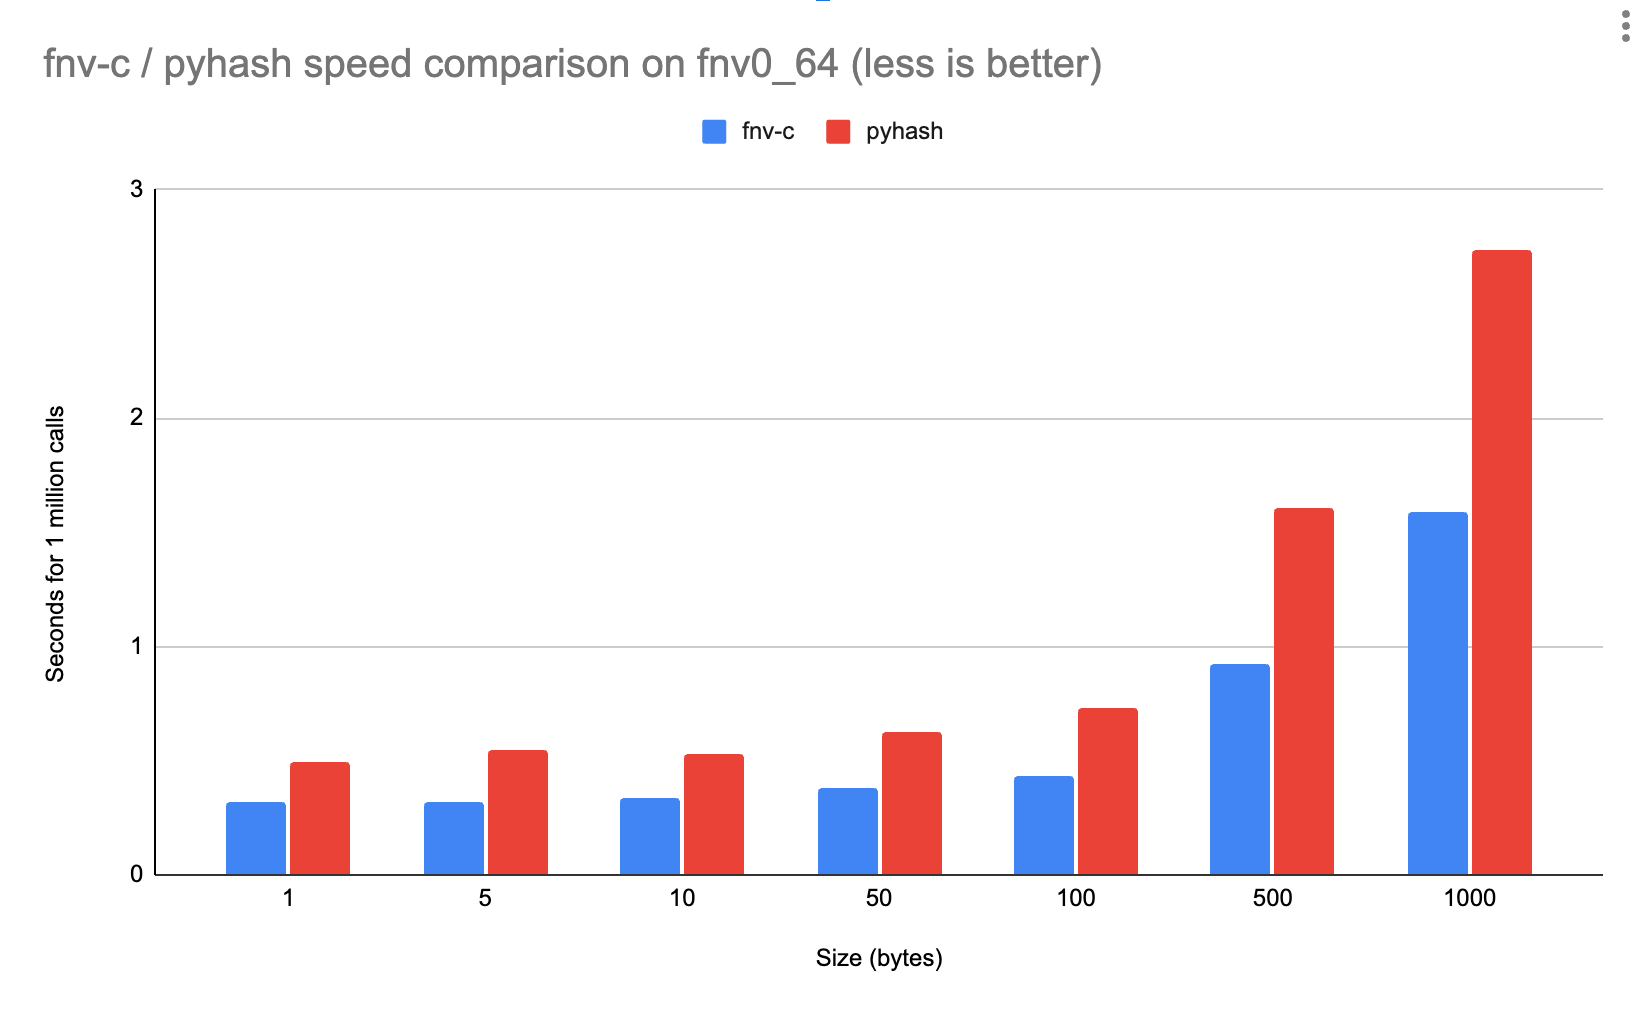 fnv-c / pyhash speed comparison on fnv0_64 (less is better)
fnv-c pyhash
3
2
1
0
Seconds for 1 million calls
1 5 10 50 100 500 1000
Size (bytes)